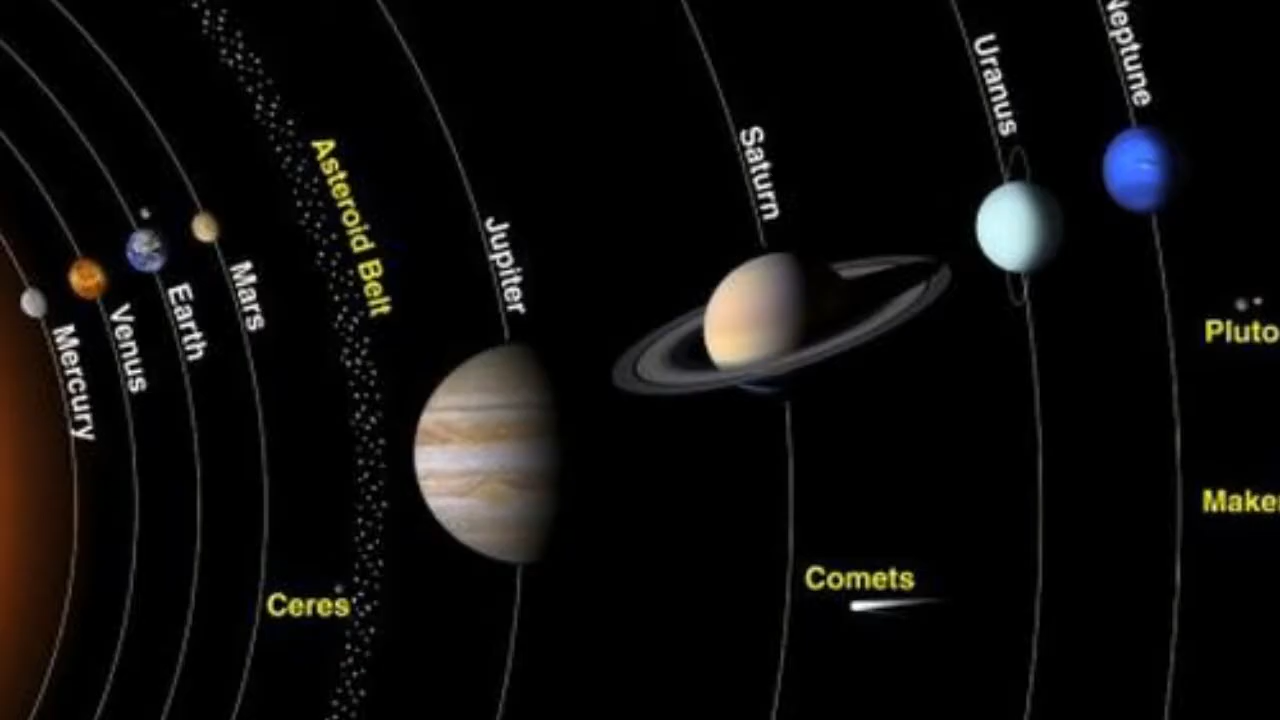 Mercury
Venus
Earth
Mars
Asteroid Belt
Ceres
Jupiter
Saturn
Comets
Uranus
Neptune
Pluto